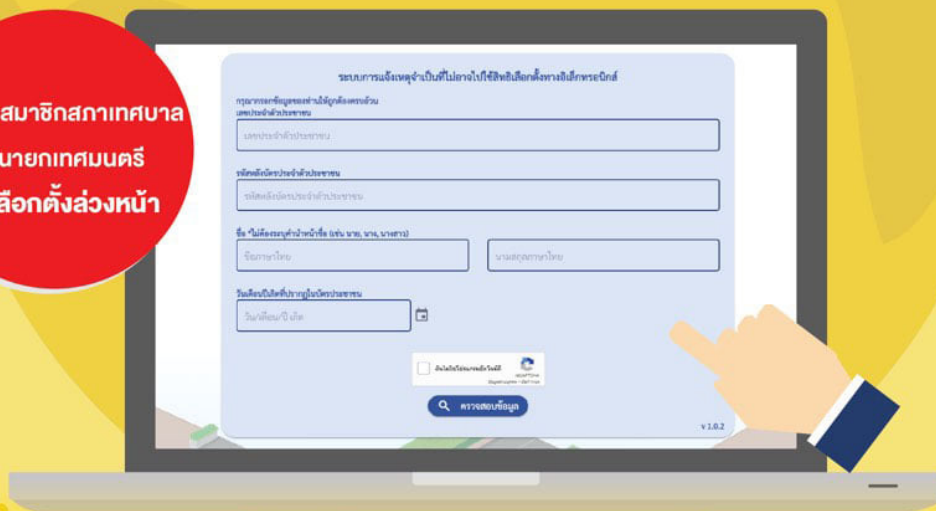 สมาชิกสภาเทศบาล
นายกเทศมนตรี
ลือกตั้งล่วงหน้า
ระบบการแจ้งเหตุจำเป็นที่ไม่อาจไปใช้สิทธิเลือกตั้งทางอิเล็กทรอนิกส์
กรุณากรอกข้อมูลของท่านให้ถูกต้องครบถ้วน
เลขประจำตัวประชาชน
เลขประจำตัวประชาชน
รหัสหลังบัตรประจำตัวประชาชน
รหัสหลังบัตรประจำตัวประชาชน
ชื่อ *ไม่ต้องระบุคำนำหน้าชื่อ (เช่น นาย, นาง, นางสาว)
ชื่อภาษาไทย นามสกุลภาษาไทย
วันเดือนปีเกิดที่ปรากฏในบัตรประชาชน
วัน/เดือน/ปี เกิด
ฉันไม่ใช่โปรแกรมอัตโนมัติ
reCAPTCHA
ตรวจสอบข้อมูล
v 1.0.2